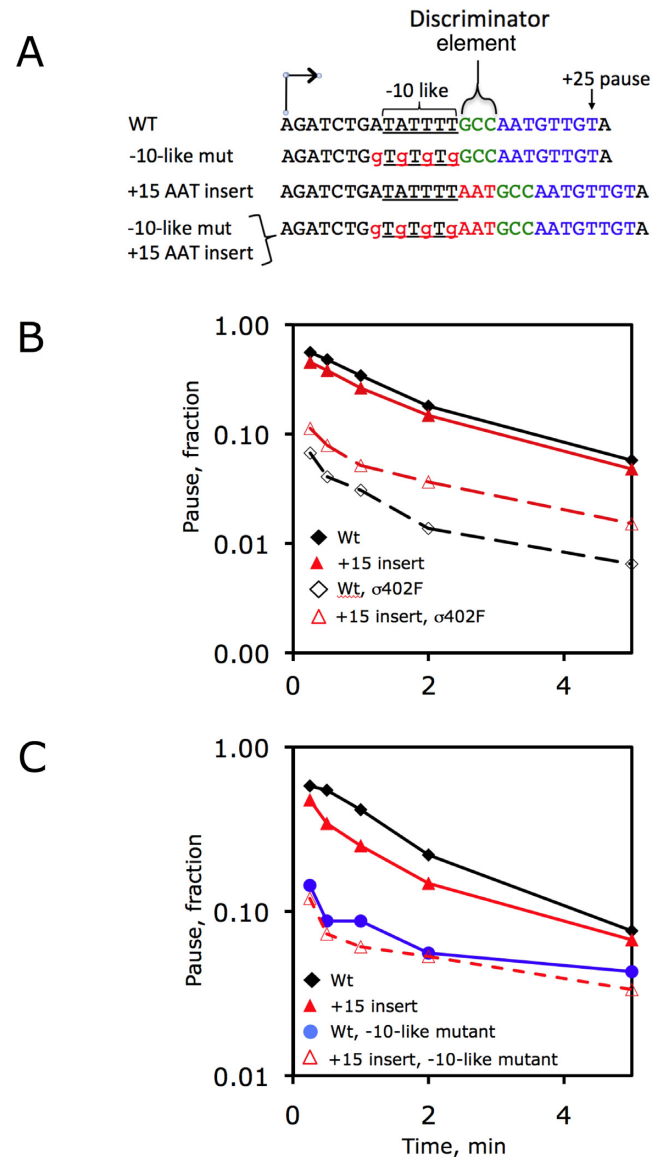 A
Discriminator
element
-10 like
+25 pause
WT AGATCTGATATTTTGCCAATGTTGTA
-10-like mut AGATCTGgTgTgTgGCCAATGTTGTA
+15 AAT insert AGATCTGATATTTTAATGCCAATGTTGTA
-10-like mut
+15 AAT insert
AGATCTGgTgTgTgAATGCCAATGTTGTA
B
1.00
0.10
0.01
0.00
Pause, fraction
Wt
+15 insert
Wt, σ402F
+15 insert, σ402F
0 2 4
C
1.00
0.10
0.01
Pause, fraction
Wt
+15 insert
Wt, -10-like mutant
+15 insert, -10-like mutant
0 2 4
Time, min